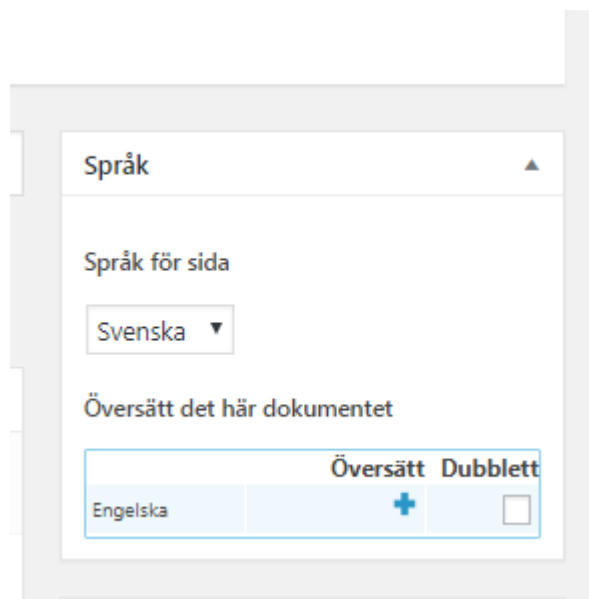 Språk
Språk för sida
Svenska
Översätt det här dokumentet
Översätt Dubblett
Engelska